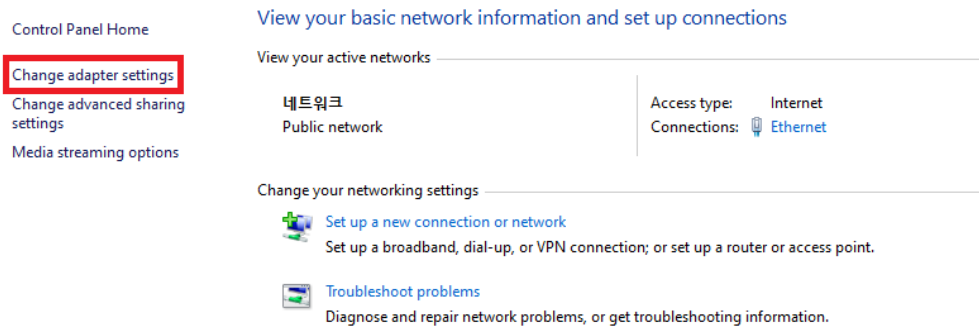 Control Panel Home
Change adapter settings
Change advanced sharing
settings
Media streaming options
View your basic network information and set up connections
View your active networks
네트워크
Public network
Access type: Internet
Connections: Ethernet
Change your networking settings
Set up a new connection or network
Set up a broadband, dial-up, or VPN connection; or set up a router or access point.
Troubleshoot problems
Diagnose and repair network problems, or get troubleshooting information.